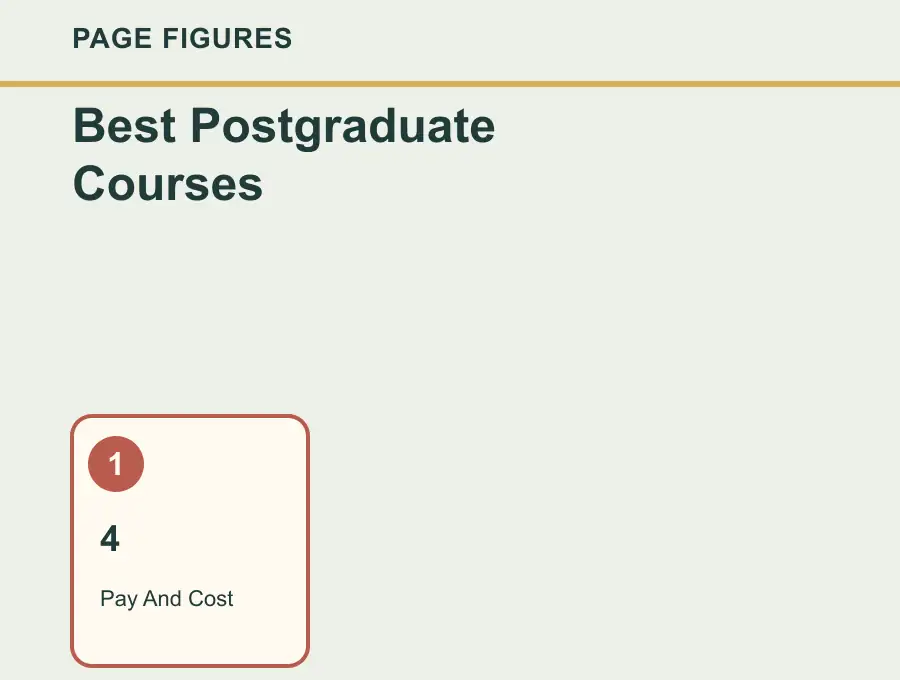 PAGE FIGURES
Best Postgraduate
Courses
1
4
Pay And Cost